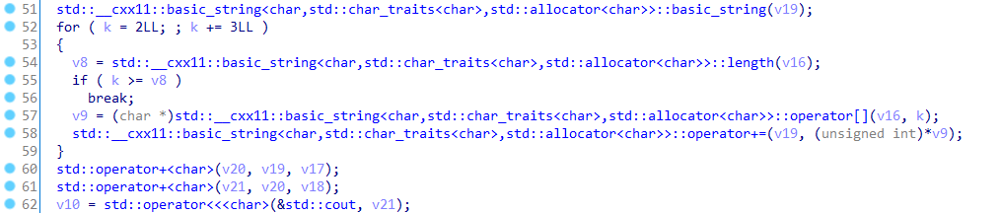 51 std::__cxx11::basic_string<char,std::char_traits<char>,std::allocator<char>>::basic_string(v19);
52 for ( k = 2LL; ; k += 3LL )
53 {
54 v8 = std::__cxx11::basic_string<char,std::char_traits<char>,std::allocator<char>>::length(v16);
55 if ( k >= v8 )
56 break;
57 v9 = (char *)std::__cxx11::basic_string<char,std::char_traits<char>,std::allocator<char>>::operator[](v16, k);
58 std::__cxx11::basic_string<char,std::char_traits<char>,std::allocator<char>>::operator+=(v19, (unsigned int)*v9);
59 }
60 std::operator+<char>(v20, v19, v17);
61 std::operator+<char>(v21, v20, v18);
62 v10 = std::operator<<<char>(&std::cout, v21);